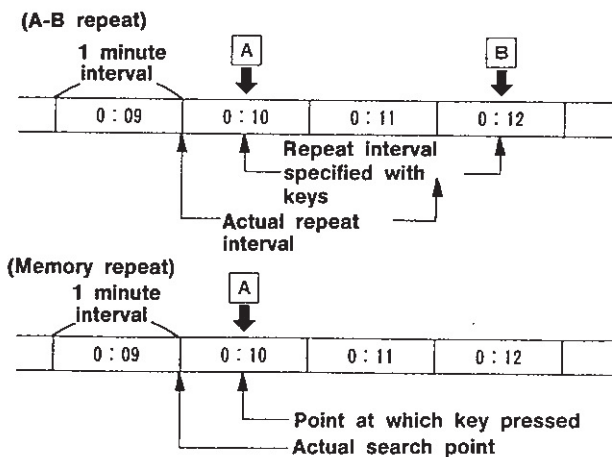 (A-B repeat)
1 minute
interval
A
B
0:09
0:10
0:11
0:12
Repeat interval
specified with
keys
Actual repeat
interval
(Memory repeat)
1 minute
interval
A
0:09
0:10
0:11
0:12
Point at which key pressed
Actual search point